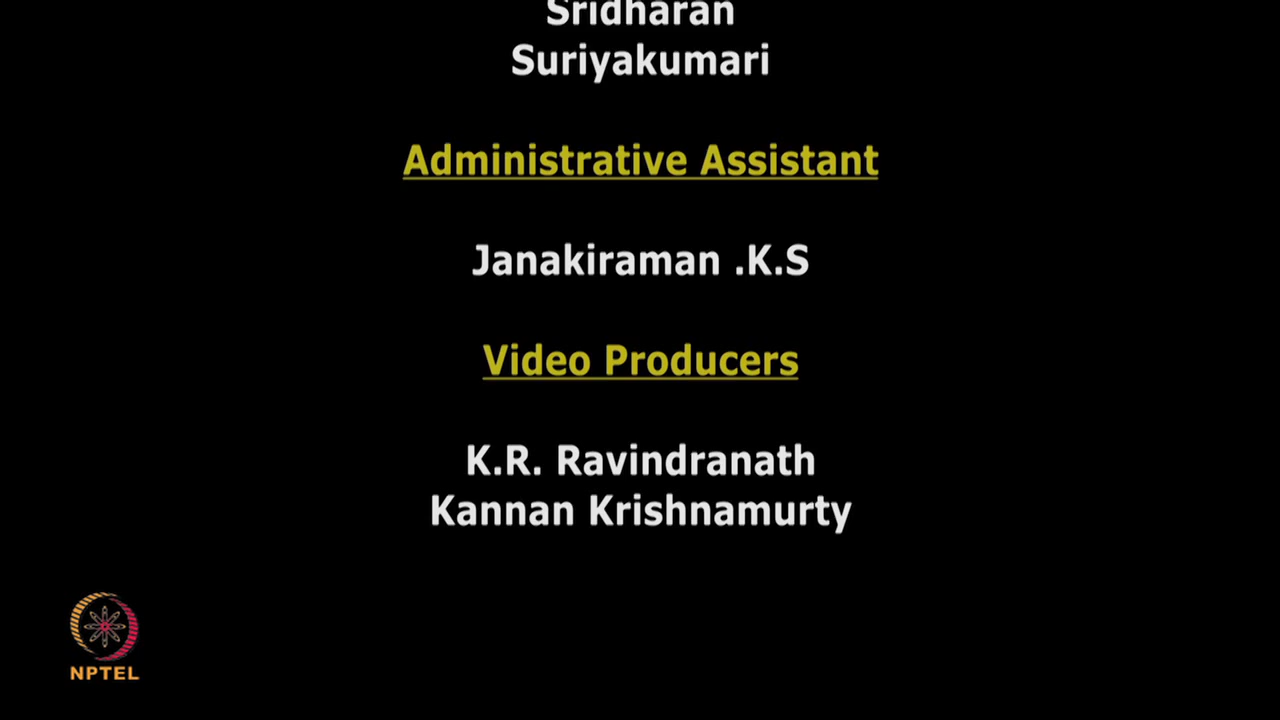 Sridharan
Suriyakumari
Administrative Assistant
Janakiraman .K.S
Video Producers
K.R. Ravindranath
Kannan Krishnamurty
NPTEL